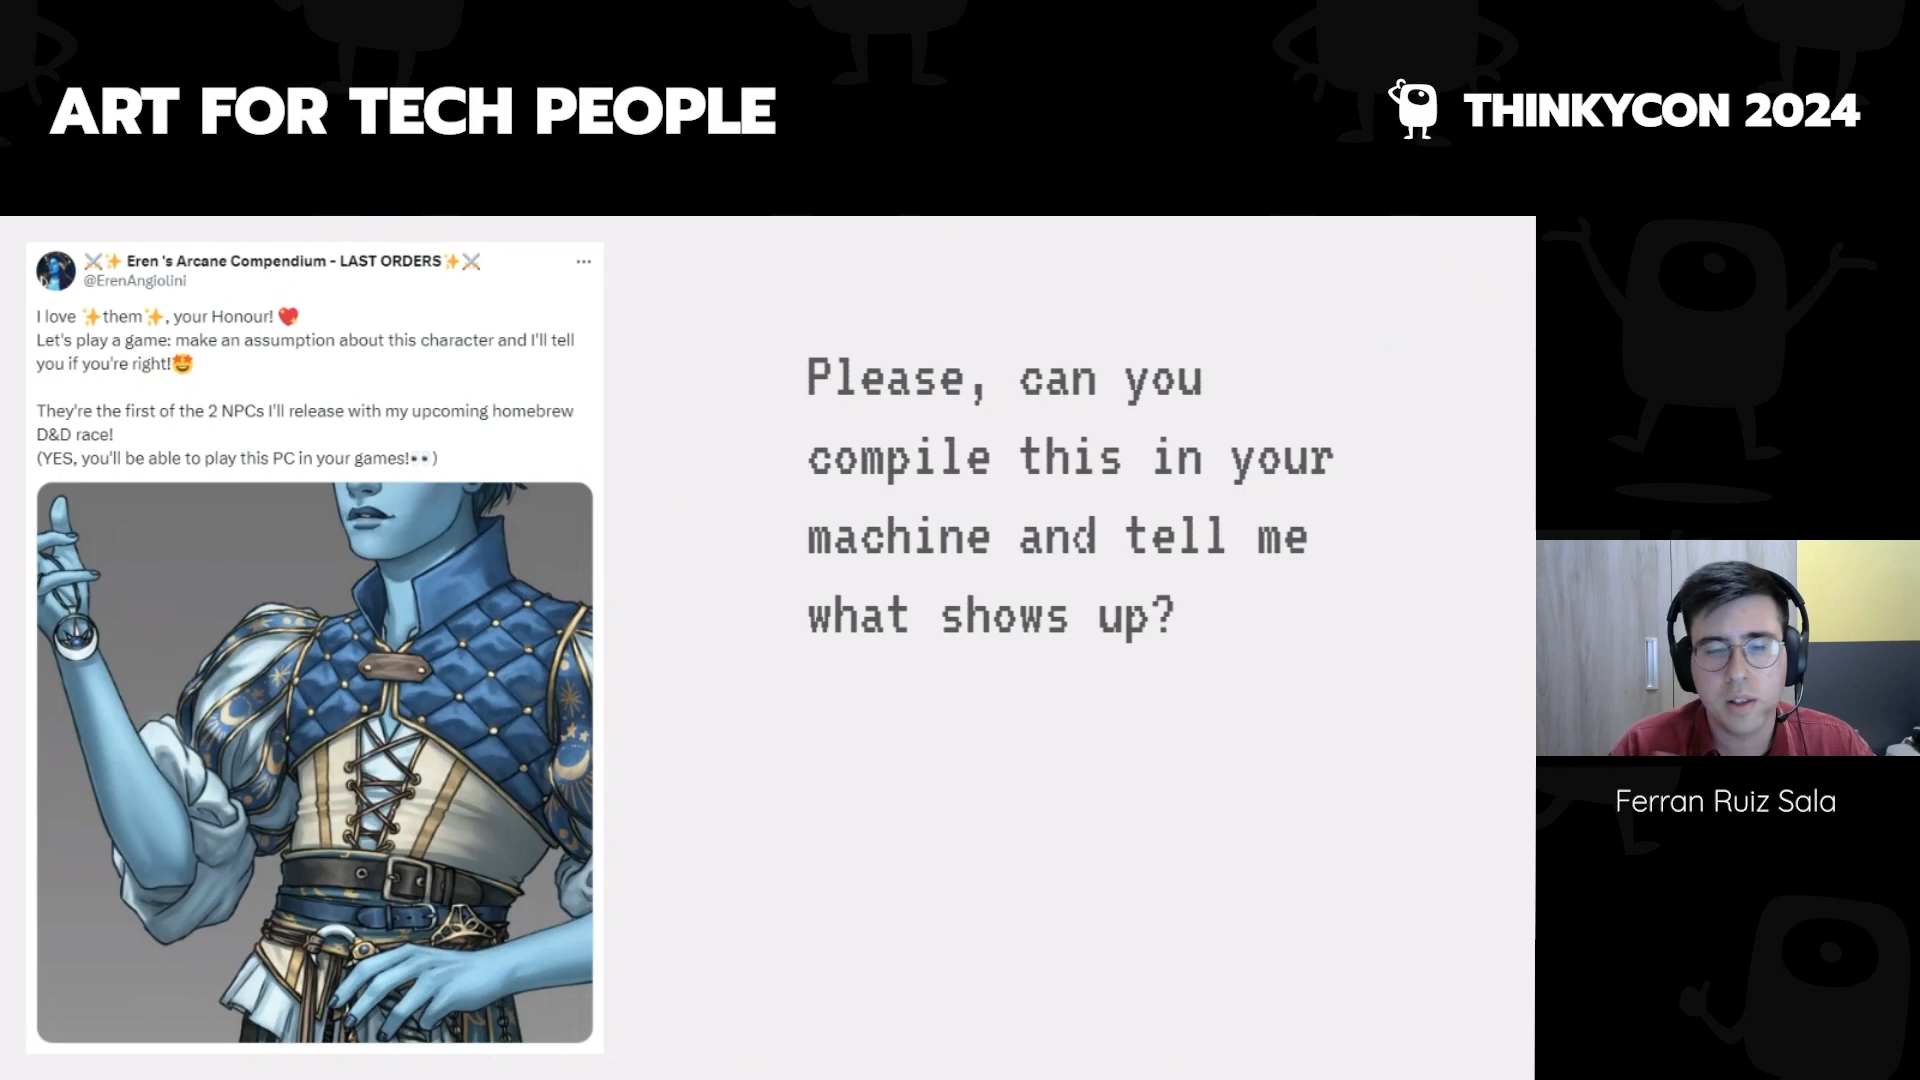 ART FOR TECH PEOPLE
THINKYCON 2024
⚔️✨ Eren 's Arcane Compendium - LAST ORDERS✨⚔️
@ErenAngiolini
I love ✨them✨, your Honour! 💖
Let's play a game: make an assumption about this character and I'll tell
you if you're right!🤩
They're the first of the 2 NPCs I'll release with my upcoming homebrew
D&D race!
(YES, you'll be able to play this PC in your games!👀)
Please, can you
compile this in your
machine and tell me
what shows up?
Ferran Ruiz Sala